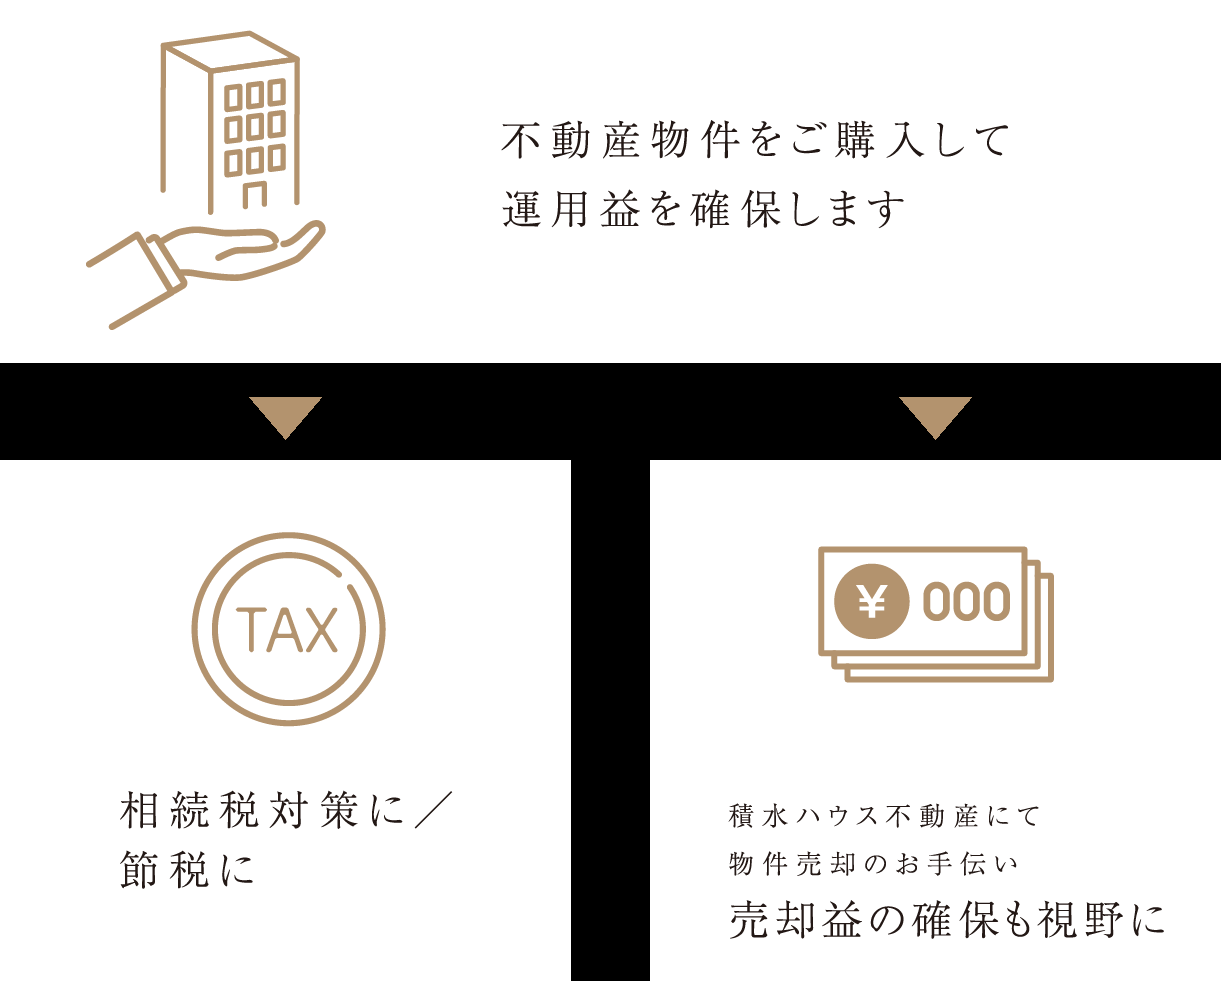 不動産物件をご購入して
運用益を確保します
TAX
相続税対策に／
節税に
¥ 000
積水ハウス不動産にて
物件売却のお手伝い
売却益の確保も視野に